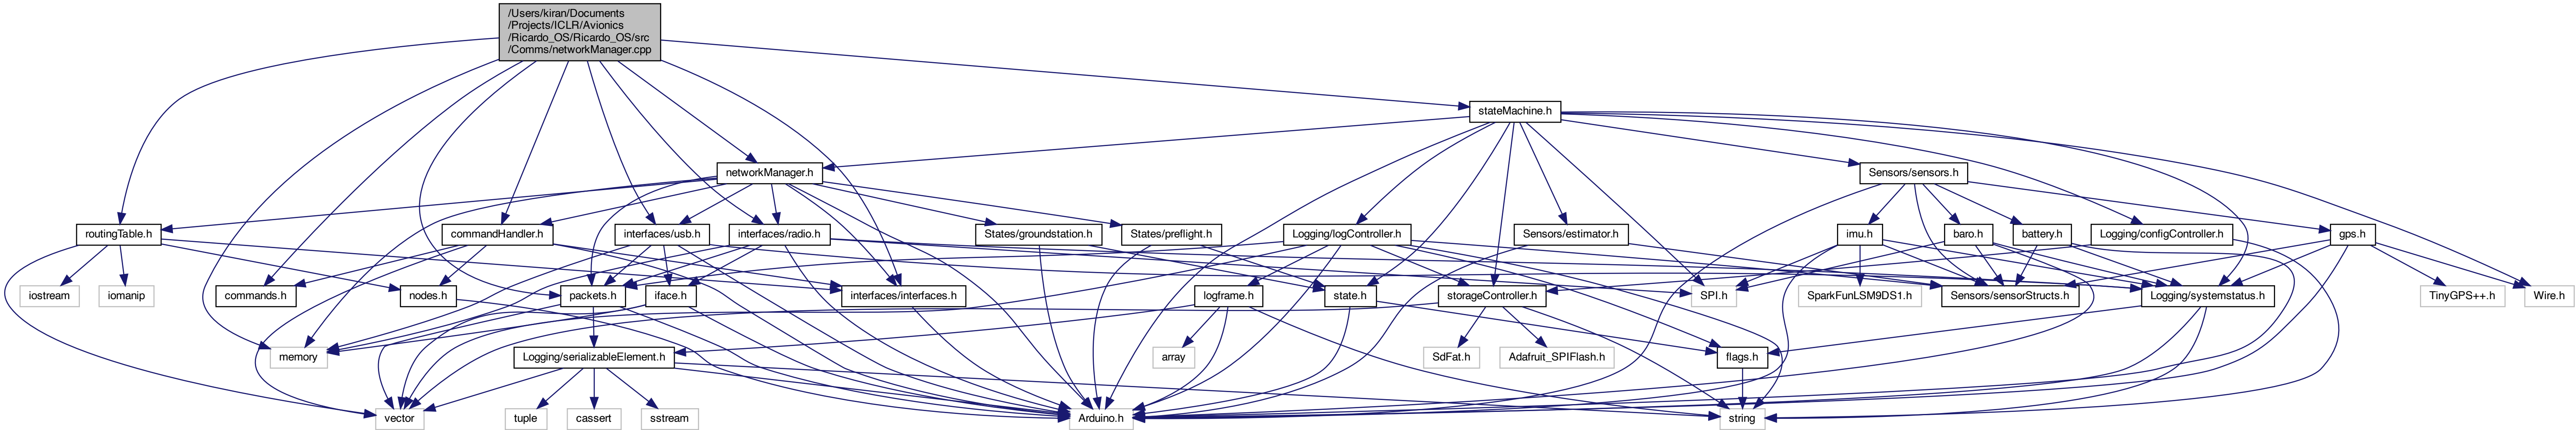 /Users/kiran/Documents
/Projects/ICLR/Avionics
/Ricardo_OS/Ricardo_OS/src
/Comms/networkManager.cpp
stateMachine.h
networkManager.h
Sensors/sensors.h
routingTable.h
commandHandler.h
interfaces/usb.h
interfaces/radio.h
States/groundstation.h
States/preflight.h
Logging/logController.h
Sensors/estimator.h
imu.h
baro.h
battery.h
Logging/configController.h
gps.h
iostream
iomanip
commands.h
nodes.h
packets.h
iface.h
interfaces/interfaces.h
logframe.h
state.h
storageController.h
SPI.h
SparkFunLSM9DS1.h
Sensors/sensorStructs.h
Logging/systemstatus.h
TinyGPS++.h
Wire.h
memory
Logging/serializableElement.h
array
SdFat.h
Adafruit_SPIFlash.h
flags.h
vector
tuple
cassert
sstream
Arduino.h
string